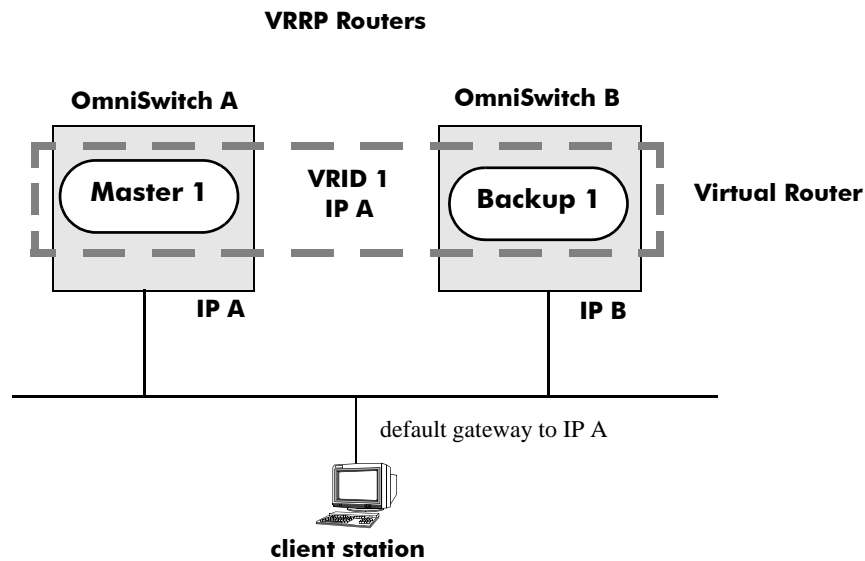 VRRP Routers
OmniSwitch A
OmniSwitch B
Master 1
VRID 1
IP A
Backup 1
Virtual Router
IP A
IP B
default gateway to IP A
client station